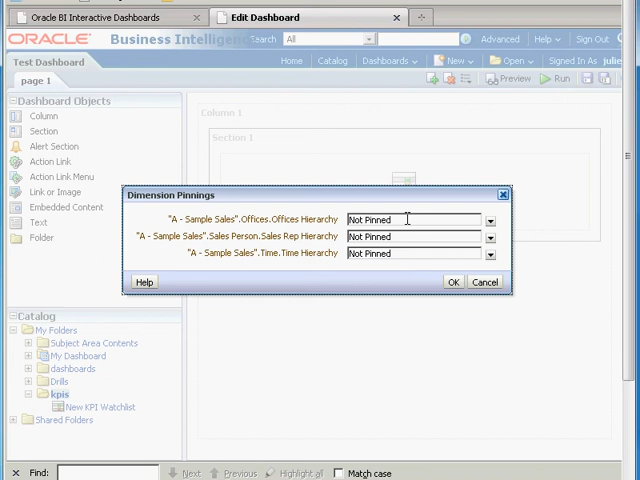 Oracle BI Interactive Dashboards
Edit Dashboard
ORACLE Business Intelligen Search All Advanced Help Sign Out
Test Dashboard Home Catalog Dashboards New Open Signed In As julie
page 1 Preview Run
Dashboard Objects
Column
Section
Alert Section
Action Link
Action Link Menu
Link or Image
Embedded Content
Text
Folder
Column 1
Section 1
Dimension Pinnings
"A - Sample Sales".Offices.Offices Hierarchy Not Pinned
"A - Sample Sales".Sales Person.Sales Rep Hierarchy Not Pinned
"A - Sample Sales".Time.Time Hierarchy Not Pinned
Help OK Cancel
Catalog
My Folders
Subject Area Contents
My Dashboard
dashboards
Drills
kpis
New KPI Watchlist
Shared Folders
Find: Next Previous Highlight all Match case